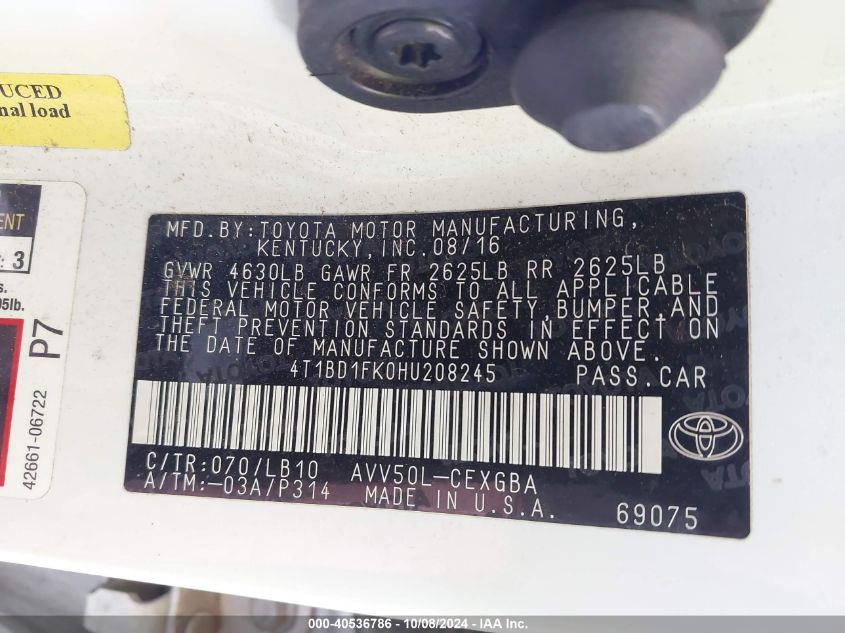 UCED
nal load
ENT
: 3
s.
95lb.
P7
42661-06722
MFD. BY: TOYOTA MOTOR MANUFACTURING,
KENTUCKY, INC. 08/16
GVWR 4630LB GAWR FR 2625LB RR 2625LB
THIS VEHICLE CONFORMS TO ALL APPLICABLE
FEDERAL MOTOR VEHICLE SAFETY, BUMPER, AND
THEFT PREVENTION STANDARDS IN EFFECT ON
THE DATE OF MANUFACTURE SHOWN ABOVE.
4T1BD1FK0HU208245 PASS.CAR
C/TR:070/LB10 AVV50L-CEXGBA
A/TM:-03A/P314 MADE IN U.S.A.
69075
000-40536786 - 10/08/2024 - IAA Inc.